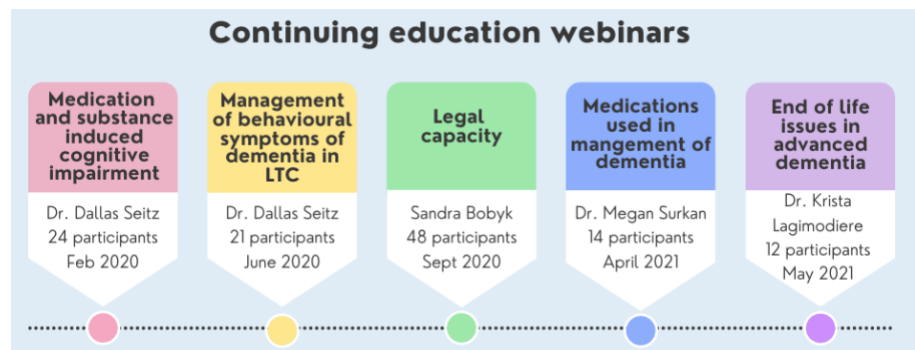 Continuing education webinars
Medication
and substance
induced
cognitive
impairment
Dr. Dallas Seitz
24 participants
Feb 2020
Management
of behavioural
symptoms of
dementia in
LTC
Dr. Dallas Seitz
21 participants
June 2020
Legal
capacity
Sandra Bobyk
48 participants
Sept 2020
Medications
used in
mangement of
dementia
Dr. Megan Surkan
14 participants
April 2021
End of life
issues in
advanced
dementia
Dr. Krista
Lagimodiere
12 participants
May 2021